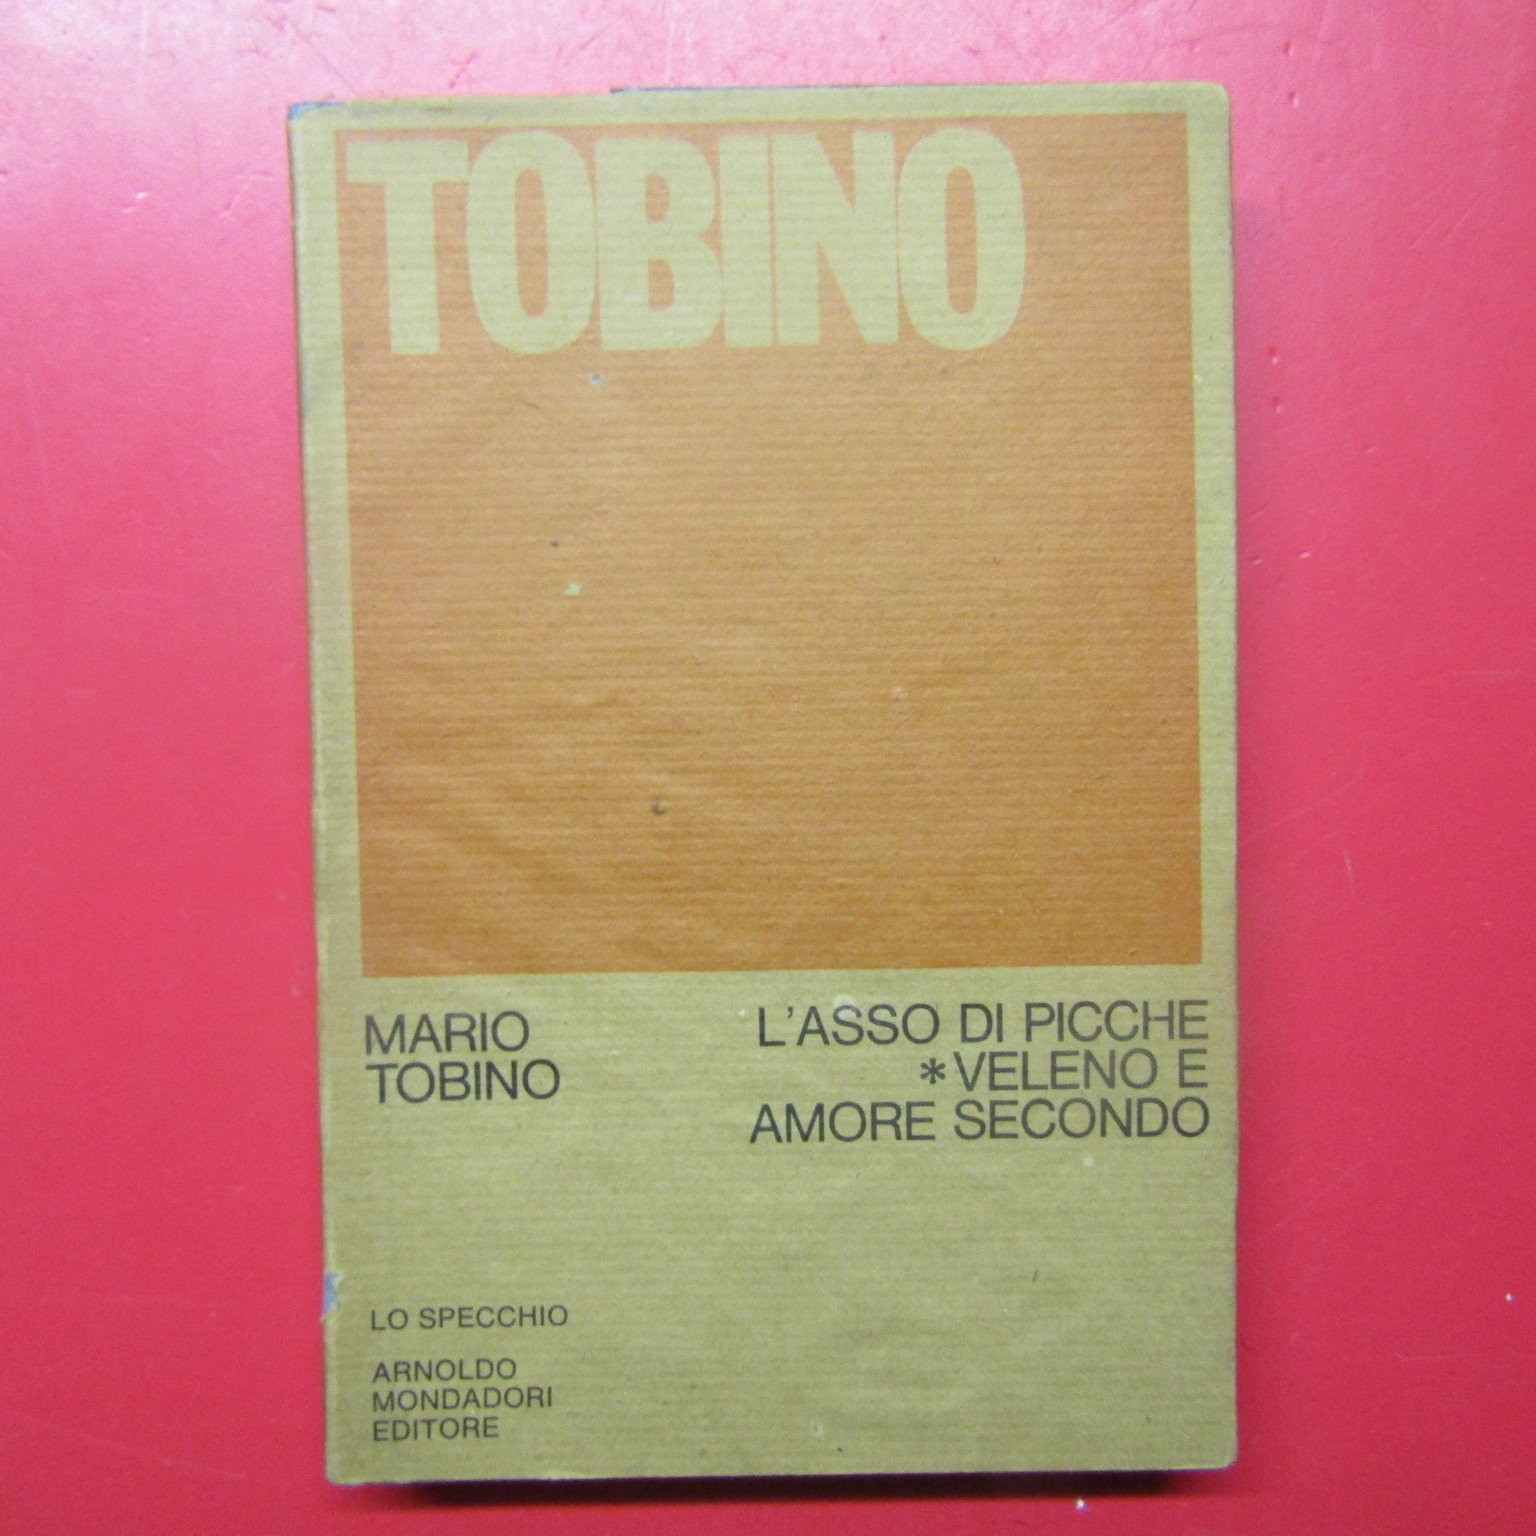 TOBINO
MARIO
TOBINO
L'ASSO DI PICCHE
*VELENO E
AMORE SECONDO
LO SPECCHIO
ARNOLDO
MONDADORI
EDITORE